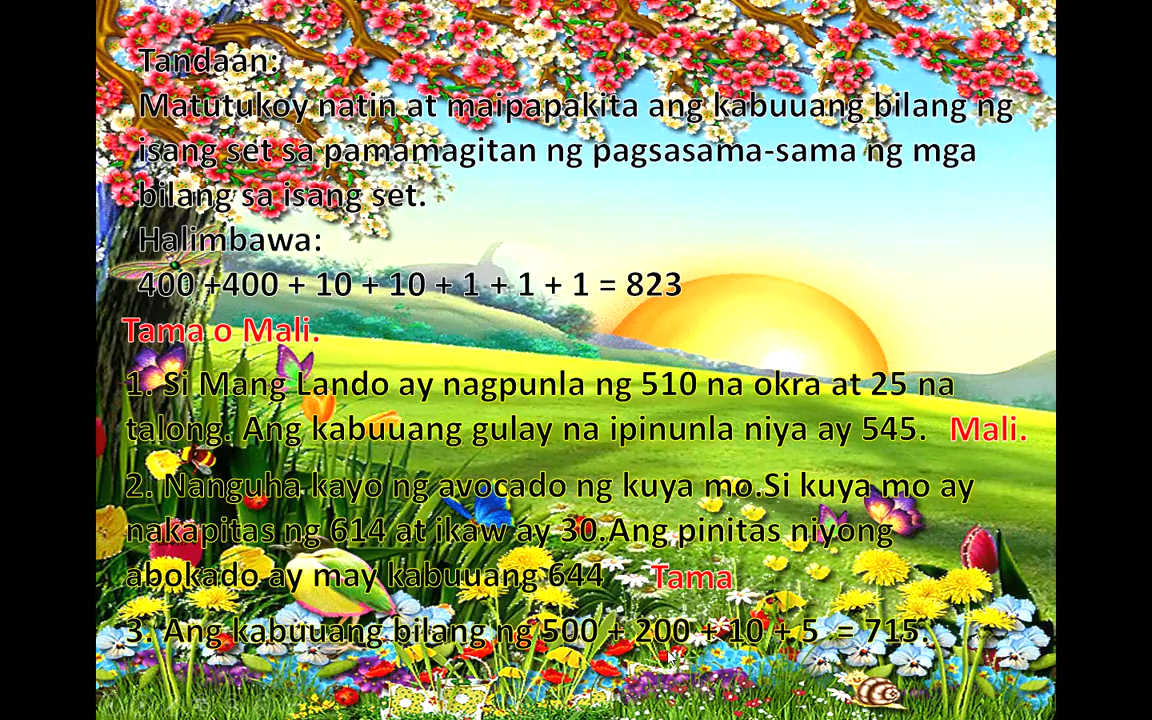 Tandaan:
Matutukoy natin at maipapakita ang kabuuang bilang ng
isang set sa pamamagitan ng pagsasama-sama ng mga
bilang sa isang set.
Halimbawa:
400 +400 + 10 + 10 + 1 + 1 + 1 = 823
Tama o Mali.
1. Si Mang Lando ay nagpunla ng 510 na okra at 25 na
talong. Ang kabuuang gulay na ipinunla niya ay 545. Mali.
2. Nanguha kayo ng avocado ng kuya mo.Si kuya mo ay
nakapitas ng 614 at ikaw ay 30.Ang pinitas niyong
abokado ay may kabuuang 644 Tama
3. Ang kabuuang bilang ng 500 + 200 + 10 + 5 = 715.